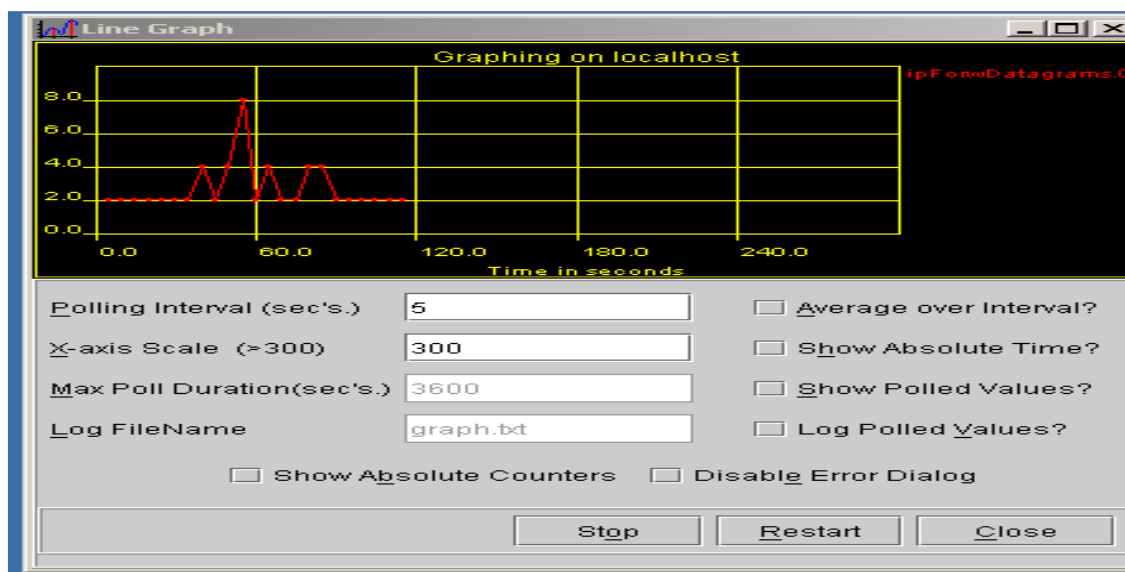 Line Graph
Graphing on localhost
ipForwDatagrams.0
8.0
6.0
4.0
2.0
0.0
0.0 60.0 120.0 180.0 240.0
Time in seconds
Polling Interval (sec's.) 5 Average over Interval?
X-axis Scale (>300) 300 Show Absolute Time?
Max Poll Duration(sec's.) 3600 Show Polled Values?
Log FileName graph.txt Log Polled Values?
Show Absolute Counters Disable Error Dialog
Stop Restart Close